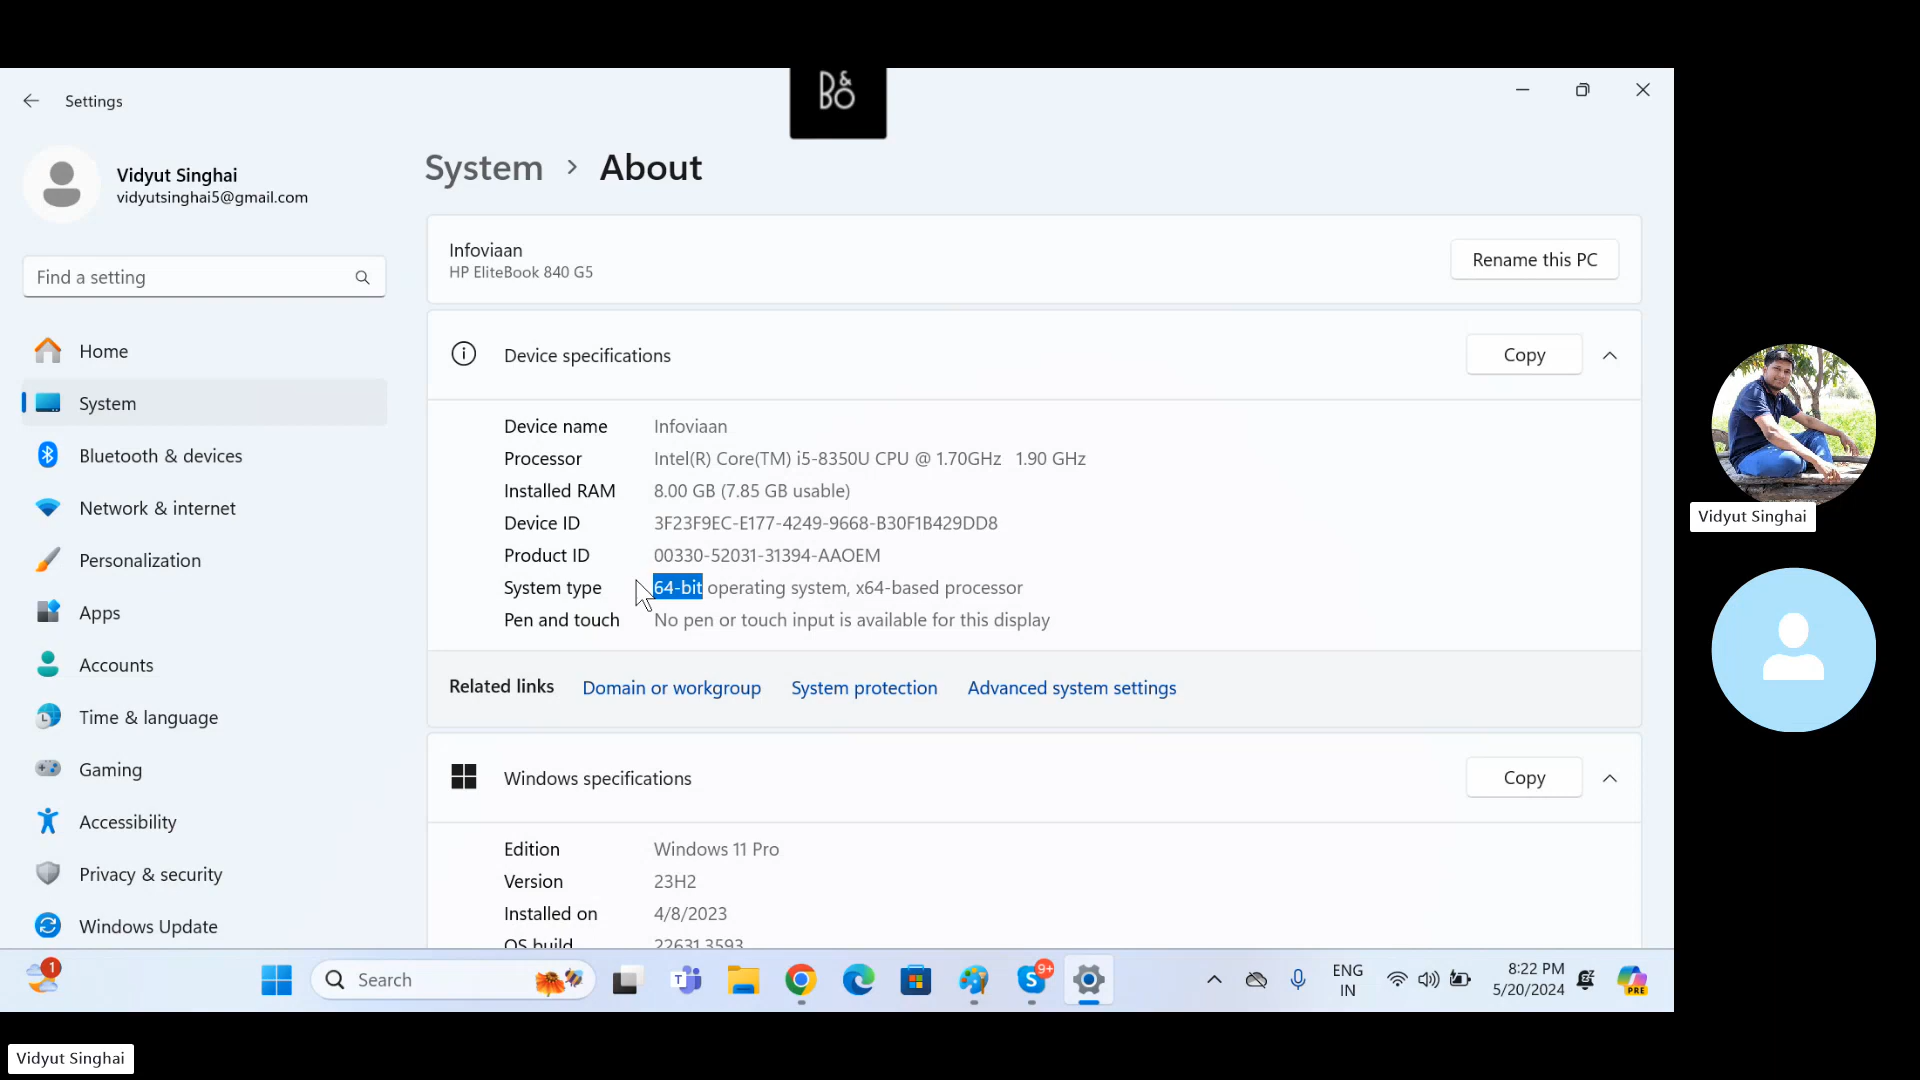 B&O
Settings
Vidyut Singhai
vidyutsinghai5@gmail.com
Find a setting
Home
System
Bluetooth & devices
Network & internet
Personalization
Apps
Accounts
Time & language
Gaming
Accessibility
Privacy & security
Windows Update
System > About
Infoviaan
HP EliteBook 840 G5
Rename this PC
Device specifications
Copy
Device name Infoviaan
Processor Intel(R) Core(TM) i5-8350U CPU @ 1.70GHz 1.90 GHz
Installed RAM 8.00 GB (7.85 GB usable)
Device ID 3F23F9EC-E177-4249-9668-B30F1B429DD8
Product ID 00330-52031-31394-AAOEM
System type 64-bit operating system, x64-based processor
Pen and touch No pen or touch input is available for this display
Related links Domain or workgroup System protection Advanced system settings
Windows specifications
Copy
Edition Windows 11 Pro
Version 23H2
Installed on 4/8/2023
OS build 22631.3593
1
Search
9+
ENG
IN
8:22 PM
5/20/2024
PRE
Vidyut Singhai
Vidyut Singhai